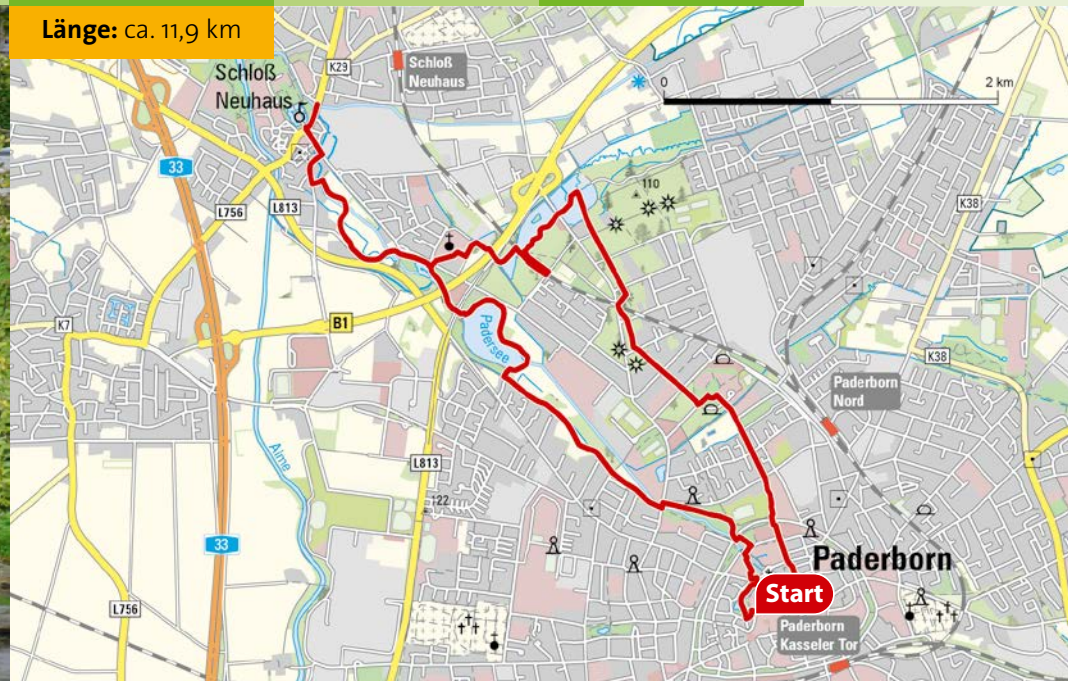 Länge: ca. 11,9 km
K29
Schloß
Neuhaus
Schloß
Neuhaus
0
2 km
33
110
L756
L813
K38
K7
B1
Padersee
K38
Paderborn
Nord
Alme
L813
122
33
Paderborn
Start
L756
Paderborn
Kasseler Tor